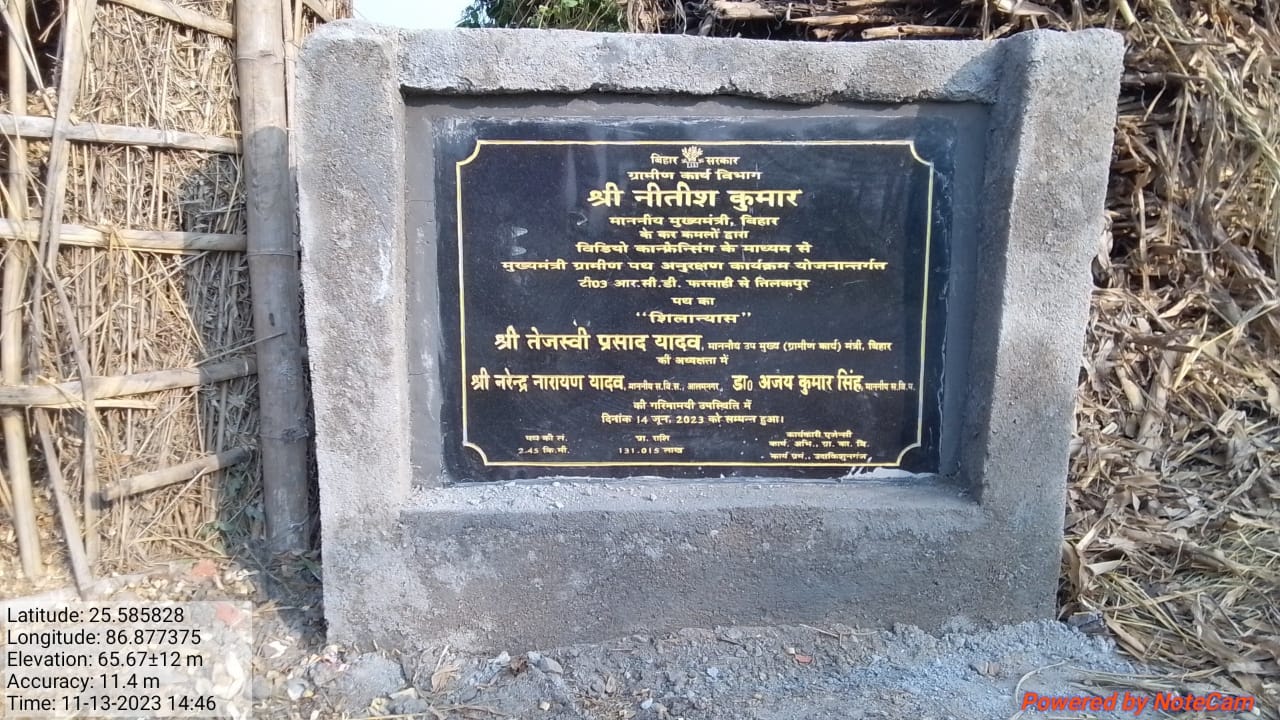 बिहार सरकार
ग्रामीण कार्य विभाग
श्री नीतीश कुमार
माननीय मुख्यमंत्री, बिहार
के कर कमलों द्वारा
विडियो कान्फ्रेन्सिंग के माध्यम से
मुख्यमंत्री ग्रामीण पथ अनुरक्षण कार्यक्रम योजनान्तर्गत
टी03 आर.सी.डी. फरसाही से तिलकपुर
पथ का
“शिलान्यास”
श्री तेजस्वी प्रसाद यादव, माननीय उप मुख्य (ग्रामीण कार्य) मंत्री, बिहार
की अध्यक्षता में
श्री नरेन्द्र नारायण यादव, माननीय स.वि.स., आलमनगर, डा0 अजय कुमार सिंह, माननीय स.वि.प.
की गरिमामयी उपस्थिति में
दिनांक 14 जून, 2023 को सम्पन्न हुआ।
पथ की लं. प्रा. राशि कार्यकारी एजेन्सी
2.45 कि.मी. 131.015 लाख कार्य. अभि., ग्रा. का. वि.
कार्य प्रमं., उदाकिशुनगंज
Latitude: 25.585828
Longitude: 86.877375
Elevation: 65.67±12 m
Accuracy: 11.4 m
Time: 11-13-2023 14:46
Powered by NoteCam